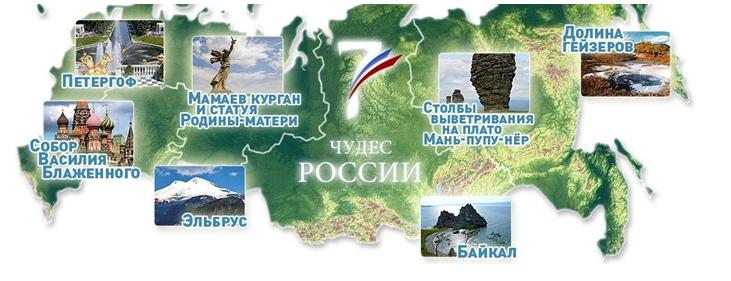 Петергоф
Мамаев курган
и статуя
Родины-матери
Собор
Василия
Блаженного
Эльбрус
7
ЧУДЕС
РОССИИ
Столбы
выветривания
на плато
Мань-пупу-нёр
Долина
гейзеров
Байкал